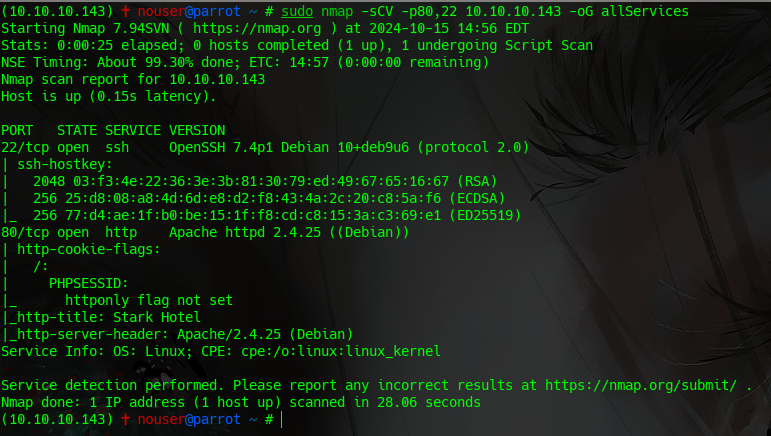 (10.10.10.143) ✝ nouser@parrot ~ # sudo nmap -sCV -p80,22 10.10.10.143 -oG allServices
Starting Nmap 7.94SVN ( https://nmap.org ) at 2024-10-15 14:56 EDT
Stats: 0:00:25 elapsed; 0 hosts completed (1 up), 1 undergoing Script Scan
NSE Timing: About 99.30% done; ETC: 14:57 (0:00:00 remaining)
Nmap scan report for 10.10.10.143
Host is up (0.15s latency).

PORT   STATE SERVICE VERSION
22/tcp open  ssh     OpenSSH 7.4p1 Debian 10+deb9u6 (protocol 2.0)
| ssh-hostkey:
|   2048 03:f3:4e:22:36:3e:3b:81:30:79:ed:49:67:65:16:67 (RSA)
|   256 25:d8:08:a8:4d:6d:e8:d2:f8:43:4a:2c:20:c8:5a:f6 (ECDSA)
|_  256 77:d4:ae:1f:b0:be:15:1f:f8:cd:c8:15:3a:c3:69:e1 (ED25519)
80/tcp open  http    Apache httpd 2.4.25 ((Debian))
| http-cookie-flags:
|   /:
|     PHPSESSID:
|_      httponly flag not set
|_http-title: Stark Hotel
|_http-server-header: Apache/2.4.25 (Debian)
Service Info: OS: Linux; CPE: cpe:/o:linux:linux_kernel

Service detection performed. Please report any incorrect results at https://nmap.org/submit/ .
Nmap done: 1 IP address (1 host up) scanned in 28.06 seconds
(10.10.10.143) ✝ nouser@parrot ~ #